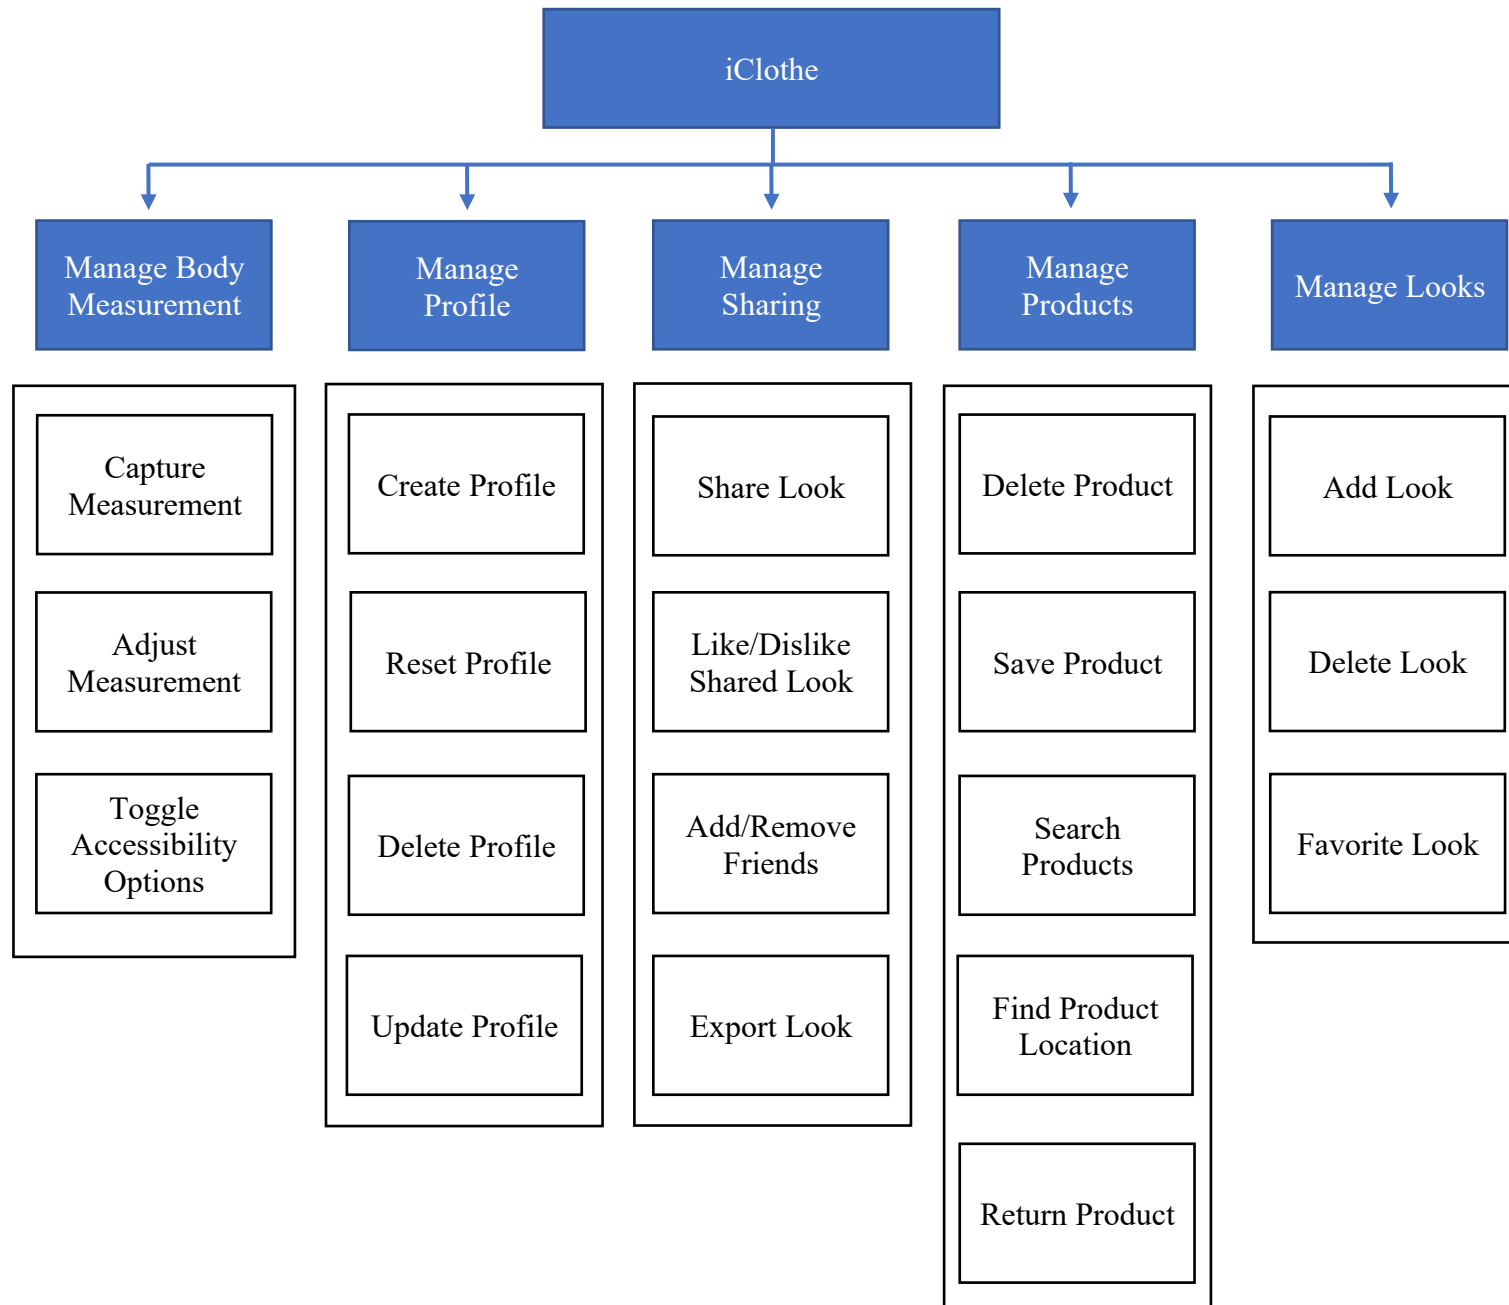 iClothe
Manage Body
Measurement
Manage
Profile
Manage
Sharing
Manage
Products
Manage Looks
Capture
Measurement
Adjust
Measurement
Toggle
Accessibility
Options
Create Profile
Reset Profile
Delete Profile
Update Profile
Share Look
Like/Dislike
Shared Look
Add/Remove
Friends
Export Look
Delete Product
Save Product
Search
Products
Find Product
Location
Return Product
Add Look
Delete Look
Favorite Look